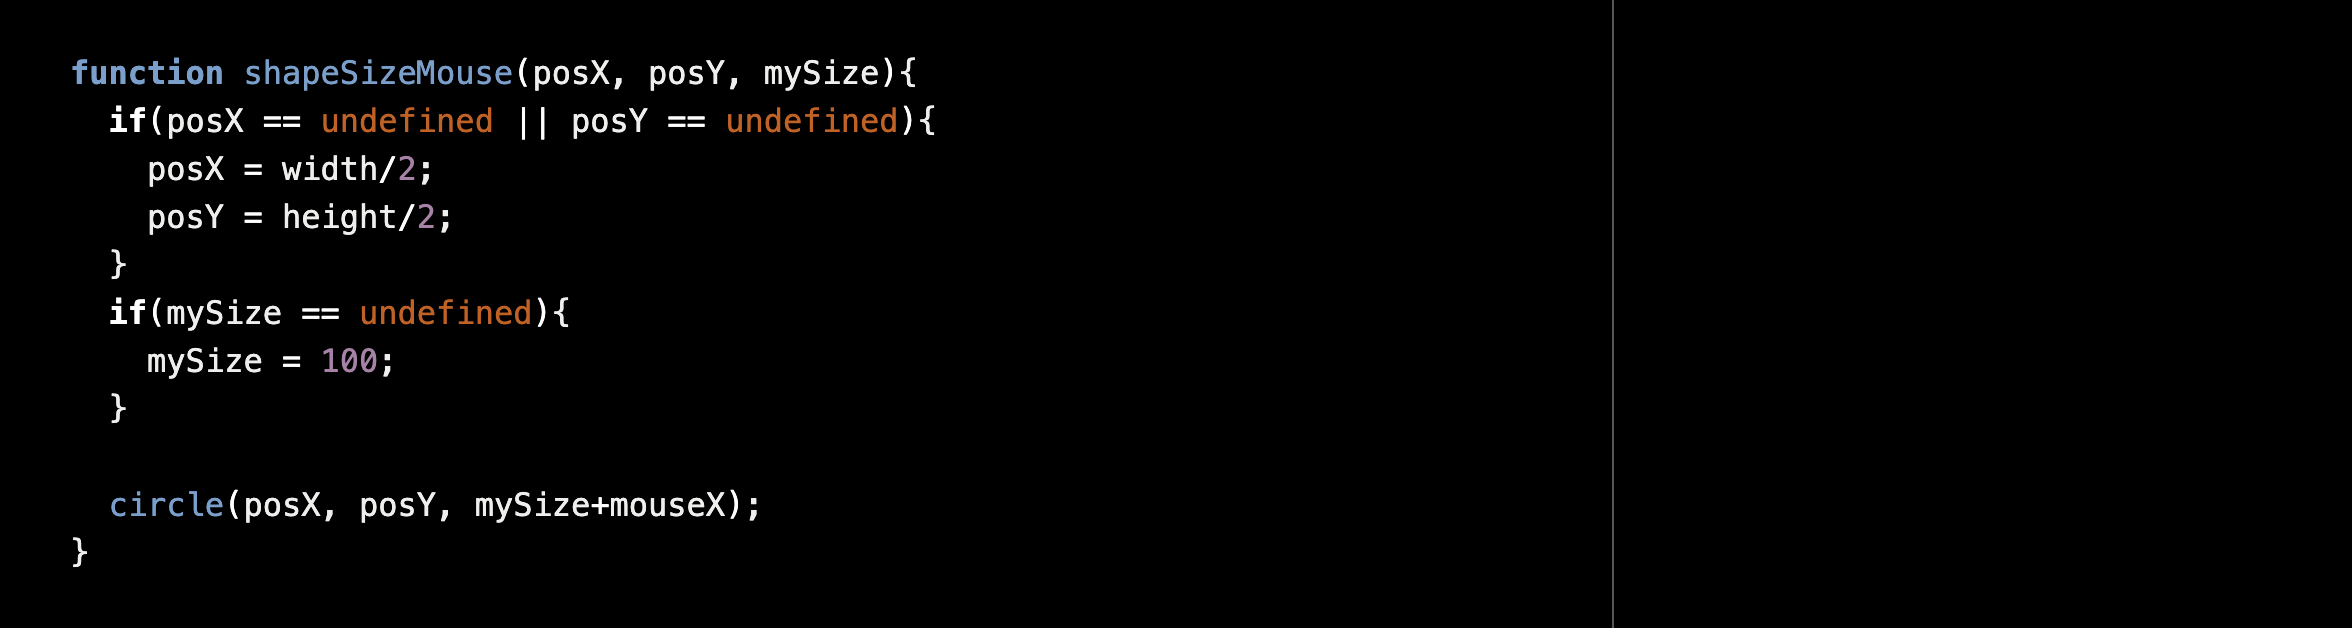 function shapeSizeMouse(posX, posY, mySize){
  if(posX == undefined || posY == undefined){
    posX = width/2;
    posY = height/2;
  }
  if(mySize == undefined){
    mySize = 100;
  }

  circle(posX, posY, mySize+mouseX);
}